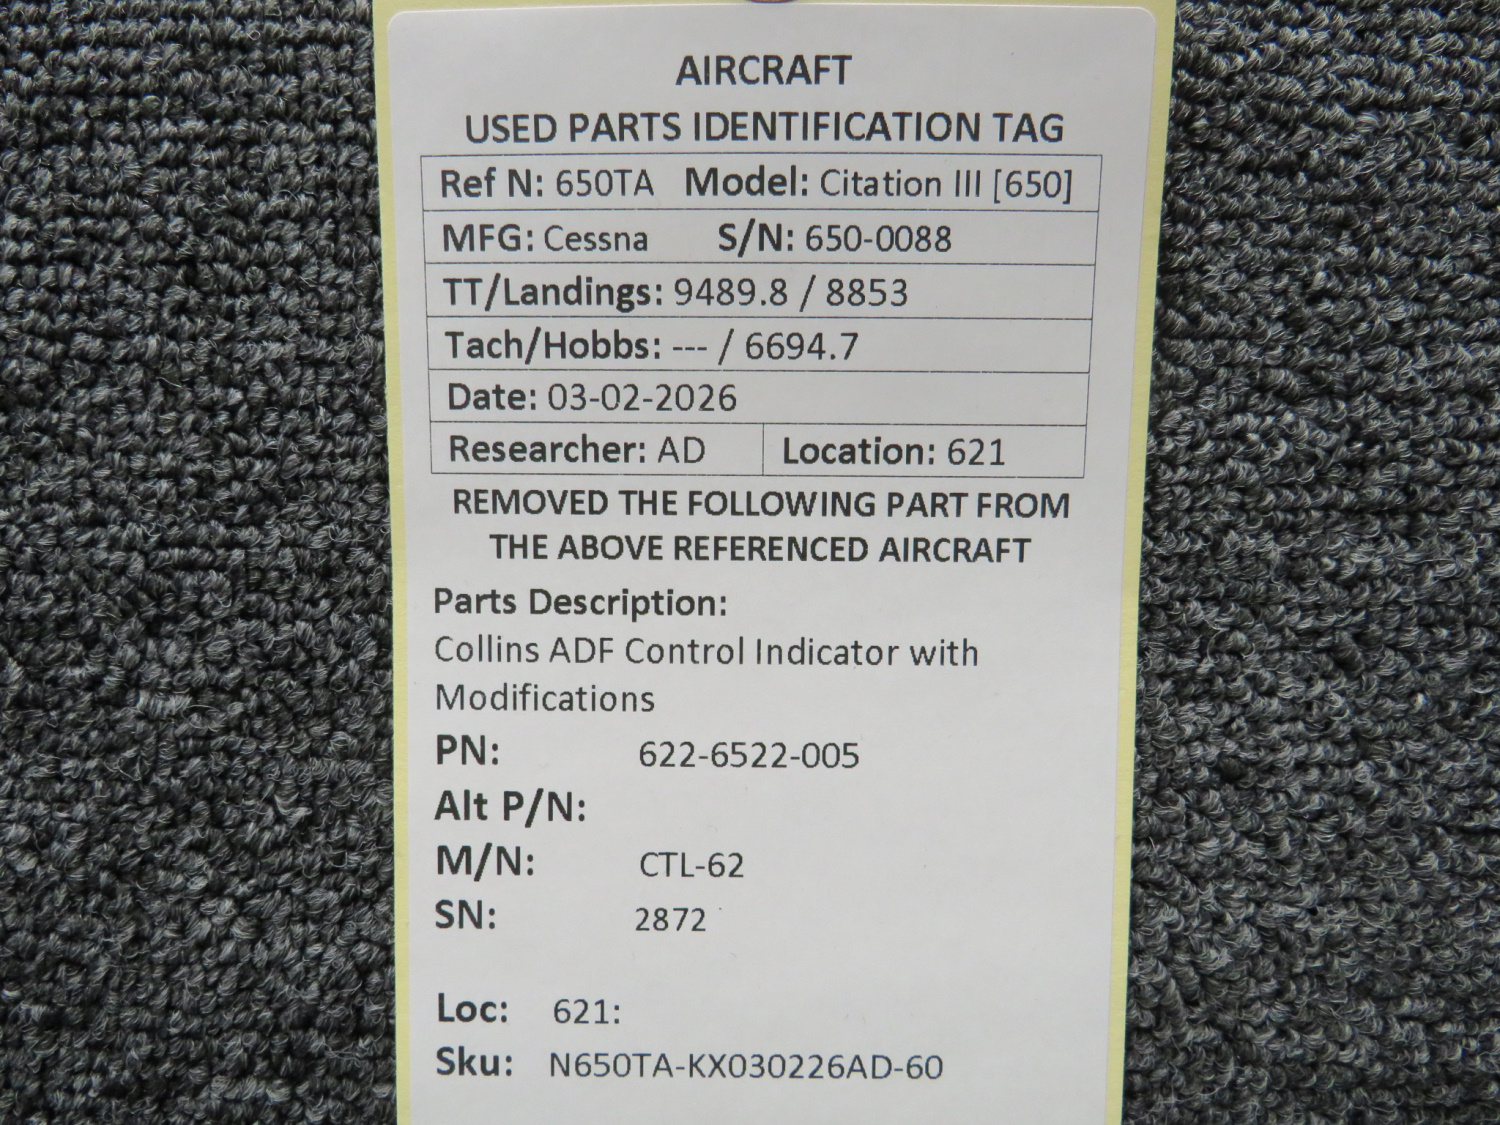 AIRCRAFT
USED PARTS IDENTIFICATION TAG
Ref N: 650TA Model: Citation III [650]
MFG: Cessna S/N: 650-0088
TT/Landings: 9489.8 / 8853
Tach/Hobbs: --- / 6694.7
Date: 03-02-2026
Researcher: AD Location: 621
REMOVED THE FOLLOWING PART FROM
THE ABOVE REFERENCED AIRCRAFT
Parts Description:
Collins ADF Control Indicator with
Modifications
PN: 622-6522-005
Alt P/N:
M/N: CTL-62
SN: 2872
Loc: 621:
Sku: N650TA-KX030226AD-60